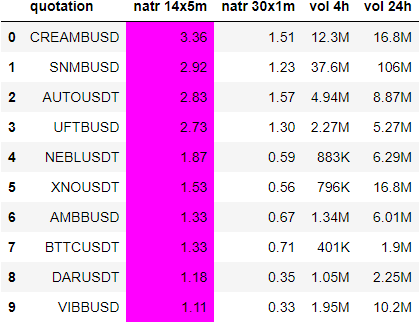 quotation natr 14x5m natr 30x1m vol 4h vol 24h
0 CREAMBUSD 3.36 1.51 12.3M 16.8M
1 SNMBUSD 2.92 1.23 37.6M 106M
2 AUTOUSDT 2.83 1.57 4.94M 8.87M
3 UFTBUSD 2.73 1.30 2.27M 5.27M
4 NEBLUSDT 1.87 0.59 883K 6.29M
5 XNOUSDT 1.53 0.56 796K 16.8M
6 AMBBUSD 1.33 0.67 1.34M 6.01M
7 BTTCUSDT 1.33 0.71 401K 1.9M
8 DARUSDT 1.18 0.35 1.05M 2.25M
9 VIBBUSD 1.11 0.33 1.95M 10.2M